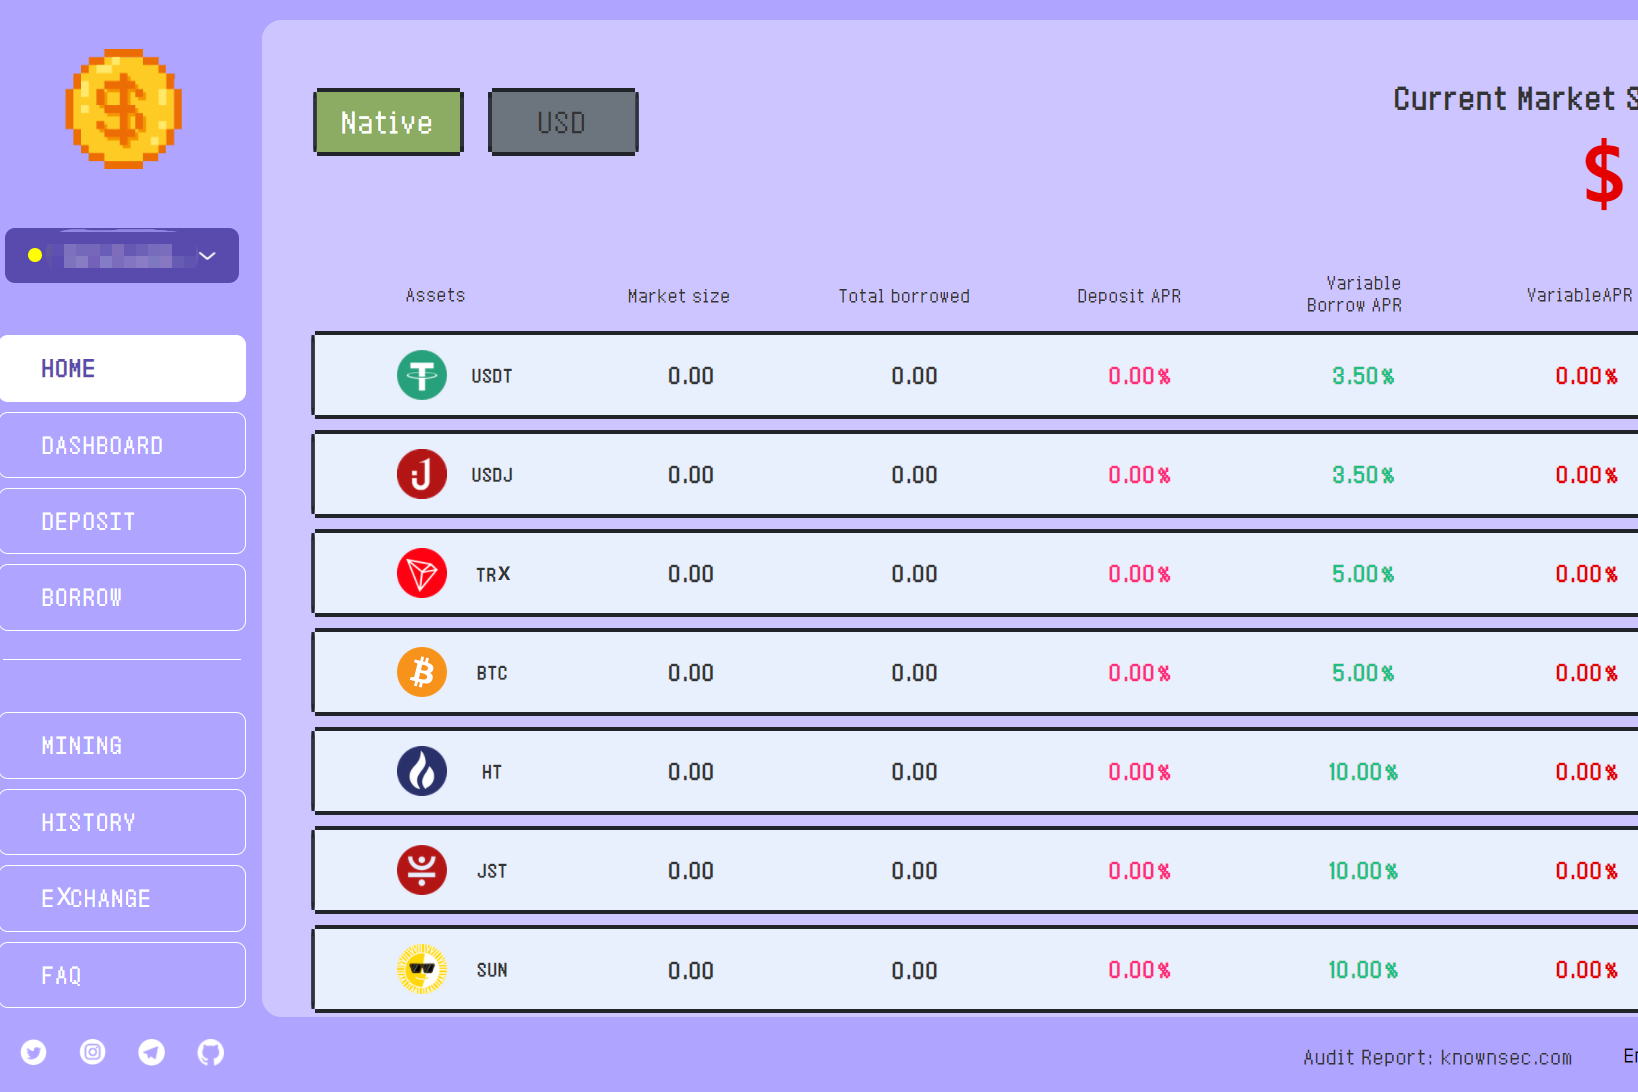 Native
USD
Current Market
$
HOME
DASHBOARD
DEPOSIT
BORROW
MINING
HISTORY
EXCHANGE
FAQ
Assets Market size Total borrowed Deposit APR Variable Borrow APR VariableAPR
USDT 0.00 0.00 0.00% 3.50% 0.00%
USDJ 0.00 0.00 0.00% 3.50% 0.00%
TRX 0.00 0.00 0.00% 5.00% 0.00%
BTC 0.00 0.00 0.00% 5.00% 0.00%
HT 0.00 0.00 0.00% 10.00% 0.00%
JST 0.00 0.00 0.00% 10.00% 0.00%
SUN 0.00 0.00 0.00% 10.00% 0.00%
Audit Report: knownsec.com